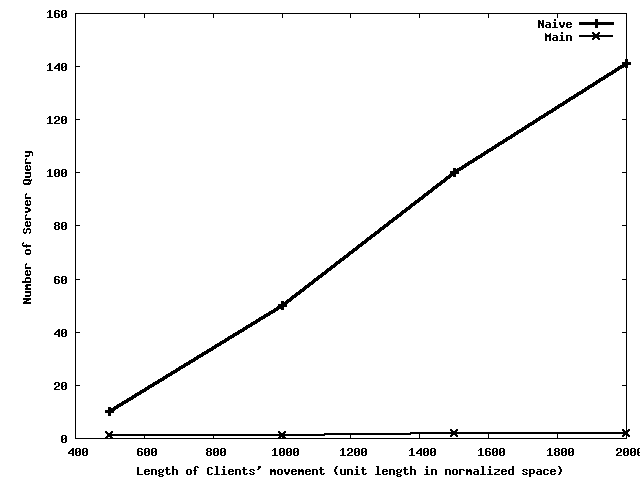 160
Naive
Main
140
120
100
80
60
40
20
0
Number of Server Query
400 600 800 1000 1200 1400 1600 1800 2000
Length of Clients' movement (unit length in normalized space)